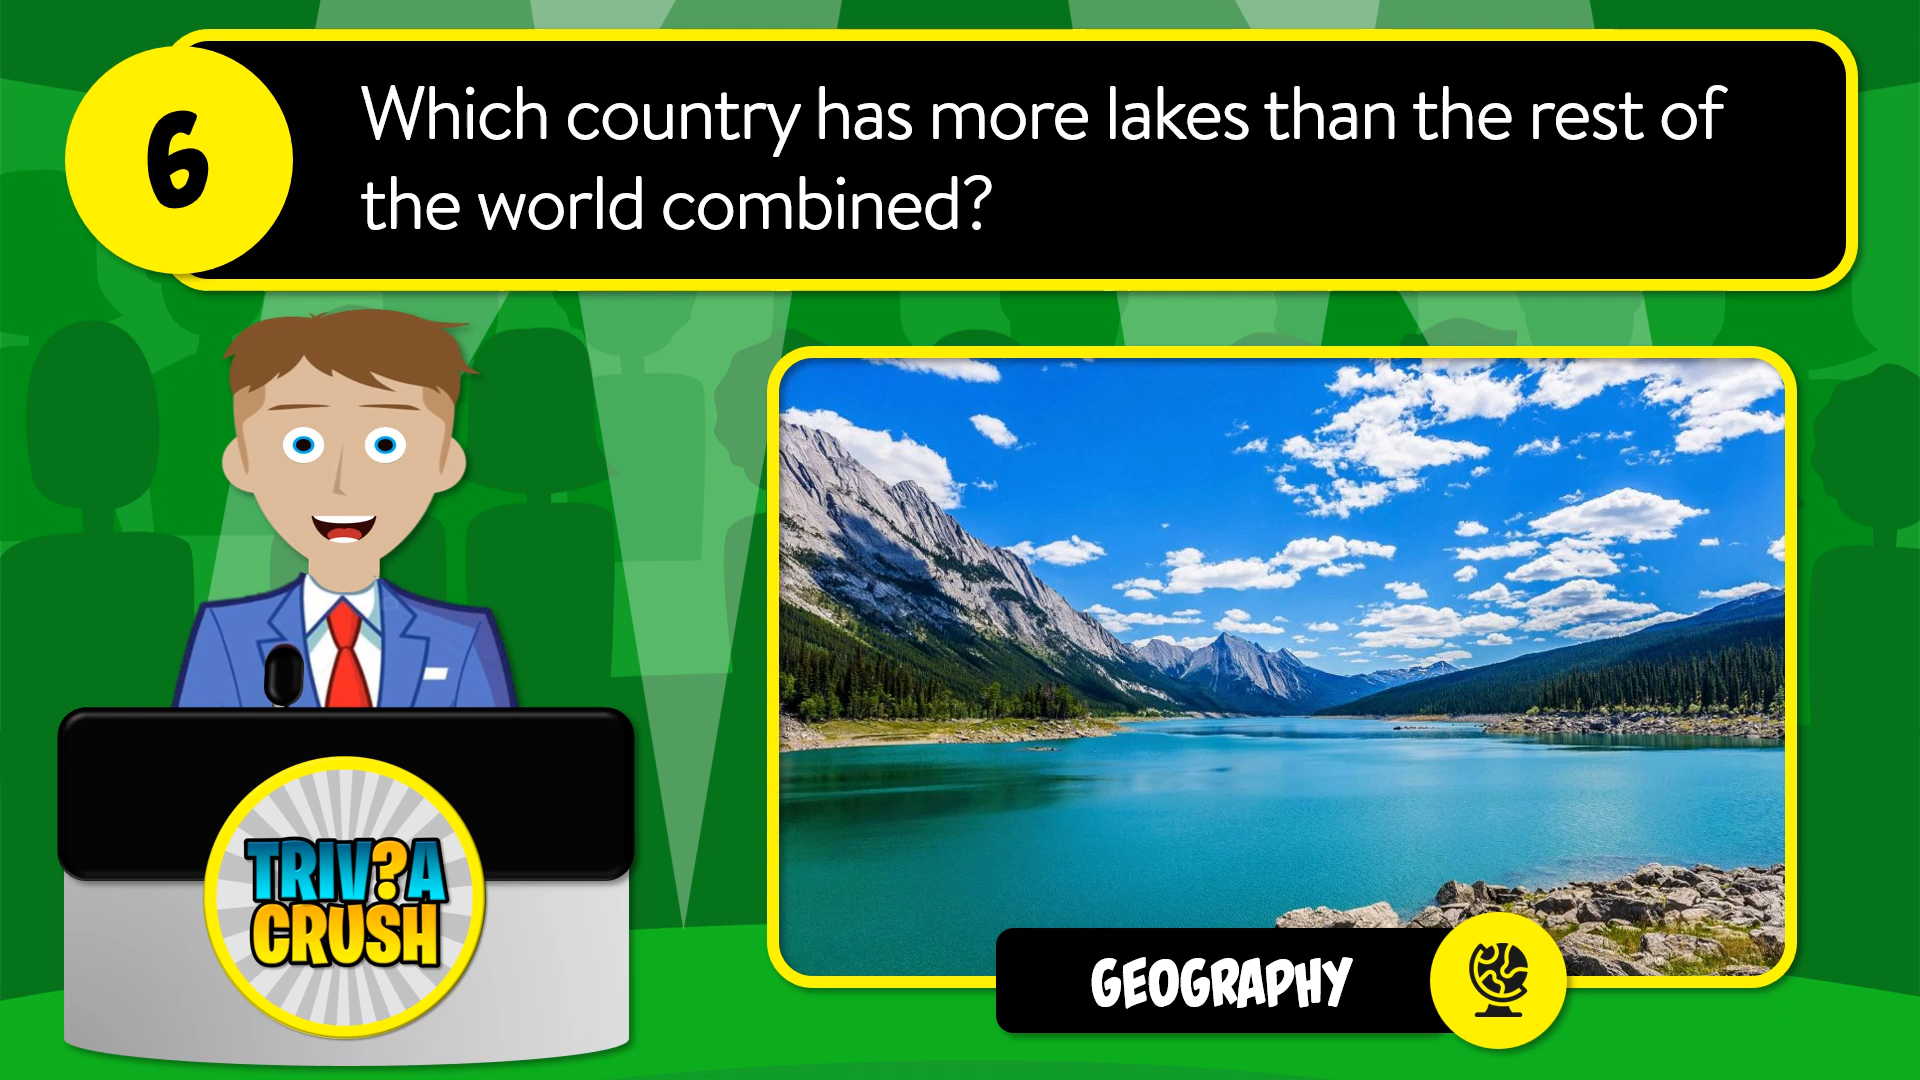 6
Which country has more lakes than the rest of
the world combined?
TRIV?A
CRUSH
GEOGRAPHY